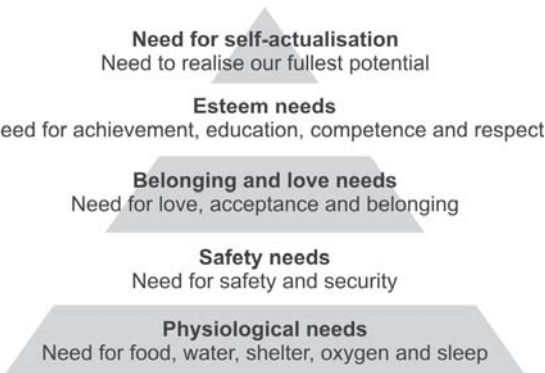 Need for self-actualisation
Need to realise our fullest potential
Esteem needs
eed for achievement, education, competence and respect
Belonging and love needs
Need for love, acceptance and belonging
Safety needs
Need for safety and security
Physiological needs
Need for food, water, shelter, oxygen and sleep